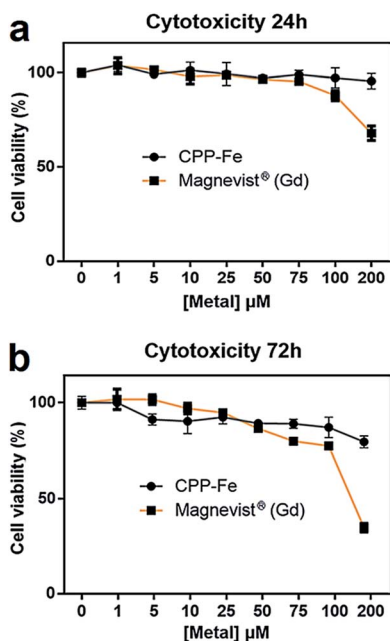 a
Cytotoxicity 24h
Cell viability (%)
100
50
0
CPP-Fe
Magnevist® (Gd)
0 1 5 10 25 50 75 100 200
[Metal] µM
b
Cytotoxicity 72h
Cell viability (%)
100
50
0
CPP-Fe
Magnevist® (Gd)
0 1 5 10 25 50 75 100 200
[Metal] µM